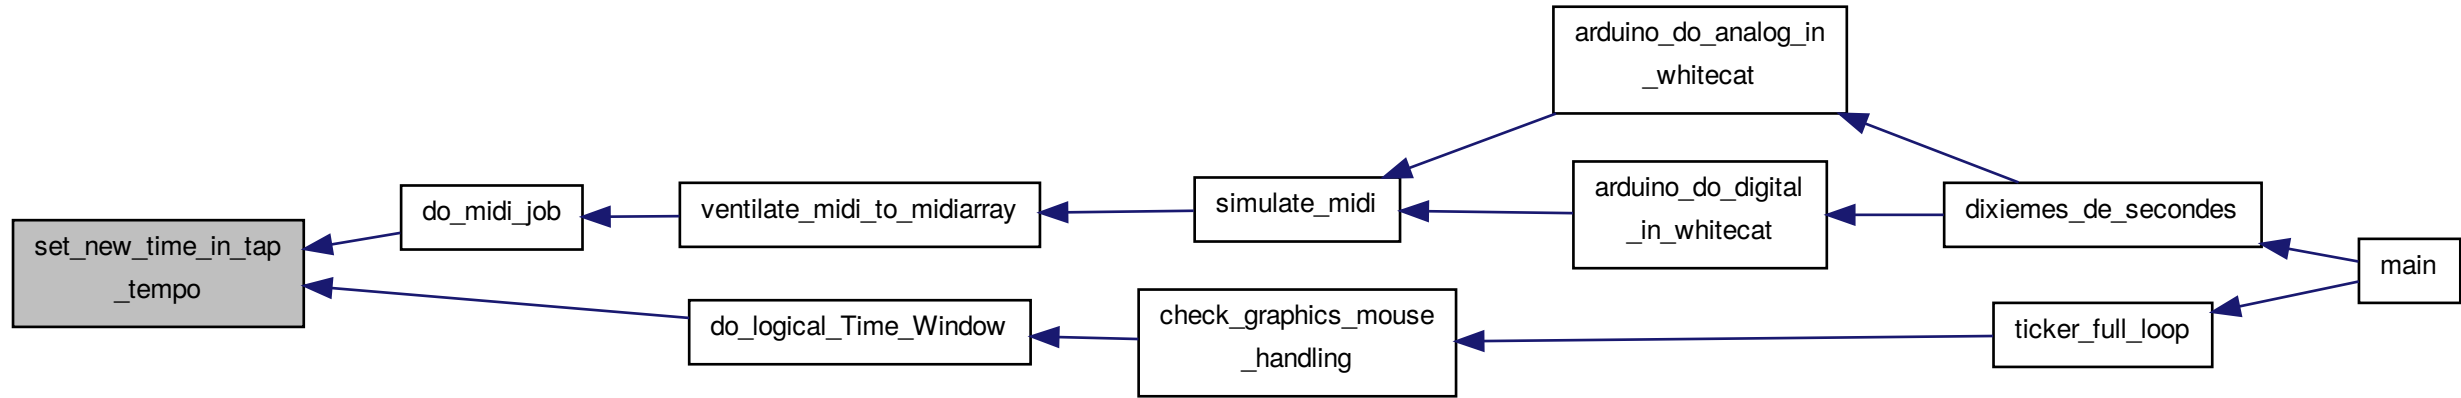 set_new_time_in_tap
_tempo
do_midi_job
ventilate_midi_to_midiarray
simulate_midi
arduino_do_analog_in
_whitecat
arduino_do_digital
_in_whitecat
dixiemes_de_secondes
main
do_logical_Time_Window
check_graphics_mouse
_handling
ticker_full_loop